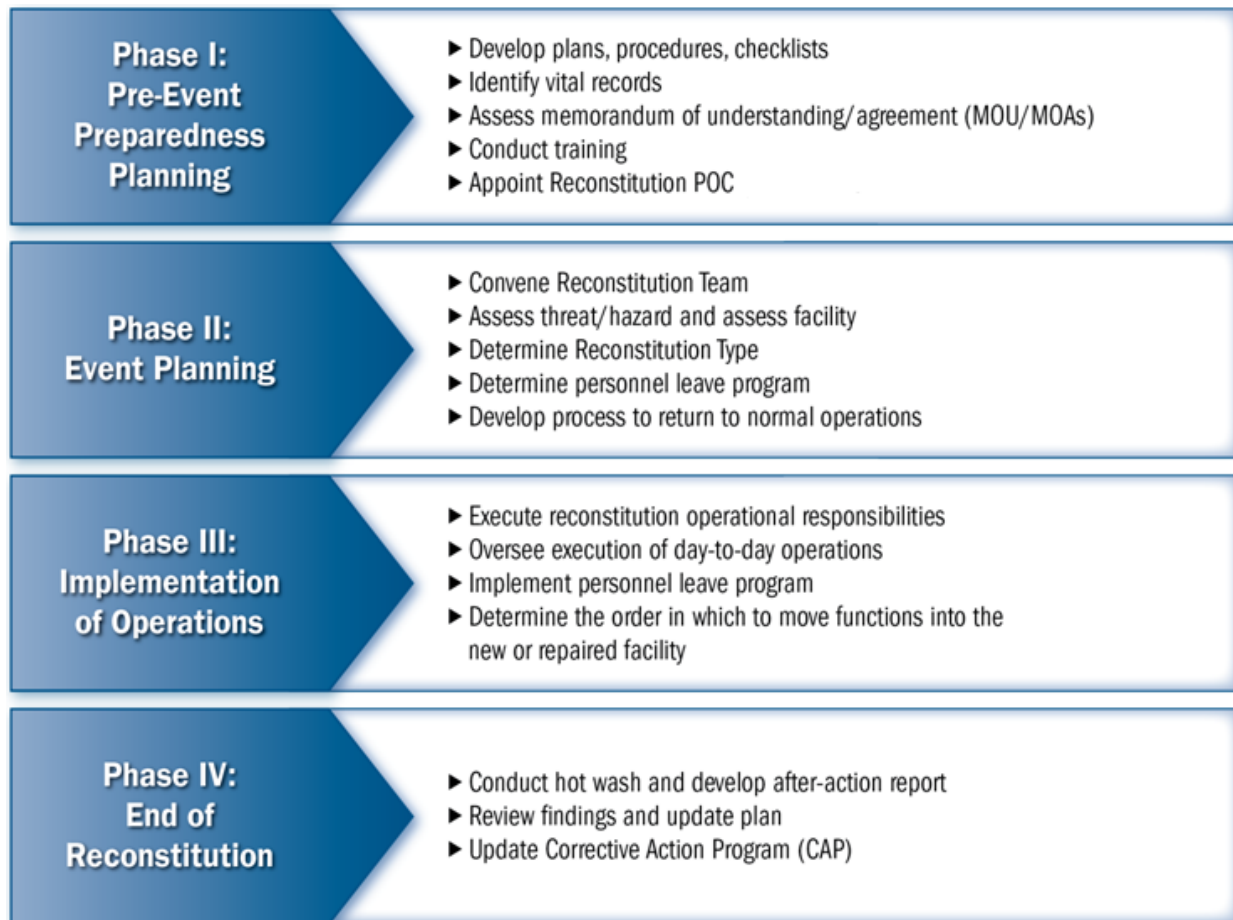 Phase I:
Pre-Event
Preparedness
Planning
▶ Develop plans, procedures, checklists
▶ Identify vital records
▶ Assess memorandum of understanding/agreement (MOU/MOAs)
▶ Conduct training
▶ Appoint Reconstitution POC
Phase II:
Event Planning
▶ Convene Reconstitution Team
▶ Assess threat/hazard and assess facility
▶ Determine Reconstitution Type
▶ Determine personnel leave program
▶ Develop process to return to normal operations
Phase III:
Implementation
of Operations
▶ Execute reconstitution operational responsibilities
▶ Oversee execution of day-to-day operations
▶ Implement personnel leave program
▶ Determine the order in which to move functions into the
new or repaired facility
Phase IV:
End of
Reconstitution
▶ Conduct hot wash and develop after-action report
▶ Review findings and update plan
▶ Update Corrective Action Program (CAP)